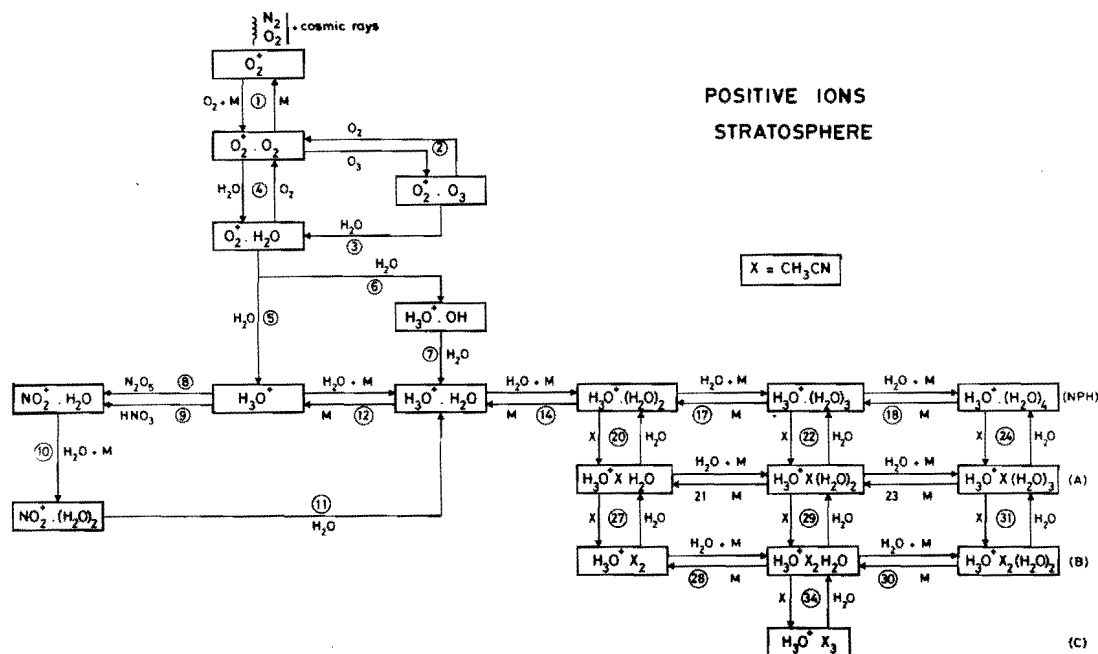 N₂ + cosmic rays
O₂
O₂⁺
O₂ + M ① M
POSITIVE IONS
STRATOSPHERE
O₂⁺ . O₂
O₂
②
O₃
H₂O ④ O₂
O₂⁺ . O₃
H₂O
③
O₂⁺ . H₂O
X = CH₃CN
H₂O
⑥
H₂O ⑤
H₃O⁺ . OH
⑦ H₂O
NO₂⁺ . H₂O
N₂O₅ ⑧
HNO₃ ⑨
H₃O⁺
H₂O + M
M ⑫
H₃O⁺ . H₂O
H₂O + M
M ⑭
H₃O⁺ . (H₂O)₂
H₂O + M
⑰ M
H₃O⁺ . (H₂O)₃
H₂O + M
⑱ M
H₃O⁺ . (H₂O)₄
(NPH)
⑩ H₂O + M
X ⑳ H₂O
X ㉒ H₂O
X ㉔ H₂O
NO₂⁺ . (H₂O)₂
⑪
H₂O
H₃O⁺ X H₂O
H₂O + M
21 M
H₃O⁺ X (H₂O)₂
H₂O + M
23 M
H₃O⁺ X (H₂O)₃
(A)
X ㉗ H₂O
X ㉙ H₂O
X ㉛ H₂O
H₃O⁺ X₂
H₂O + M
㉘ M
H₃O⁺ X₂ H₂O
H₂O + M
㉚ M
H₃O⁺ X₂ (H₂O)₂
(B)
X ㉞ H₂O
H₃O⁺ X₃
(C)